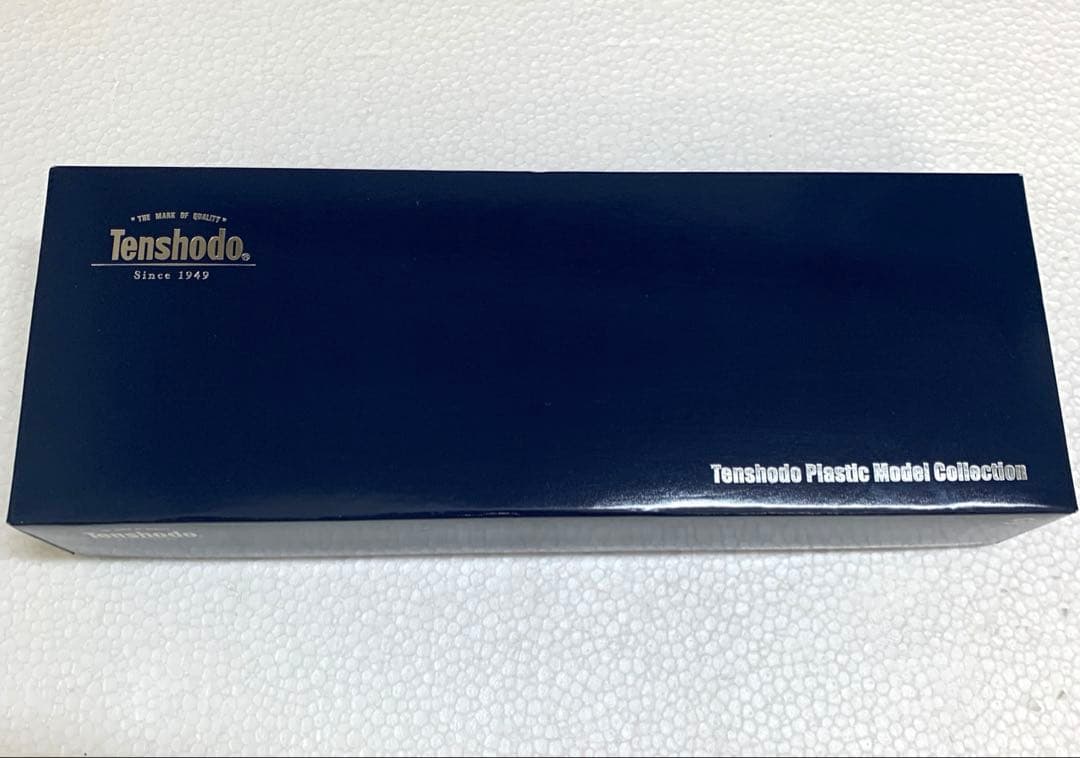 "THE MARK OF QUALITY"
Tenshodo®
Since 1949
Tenshodo Plastic Model Collection
Tenshodo